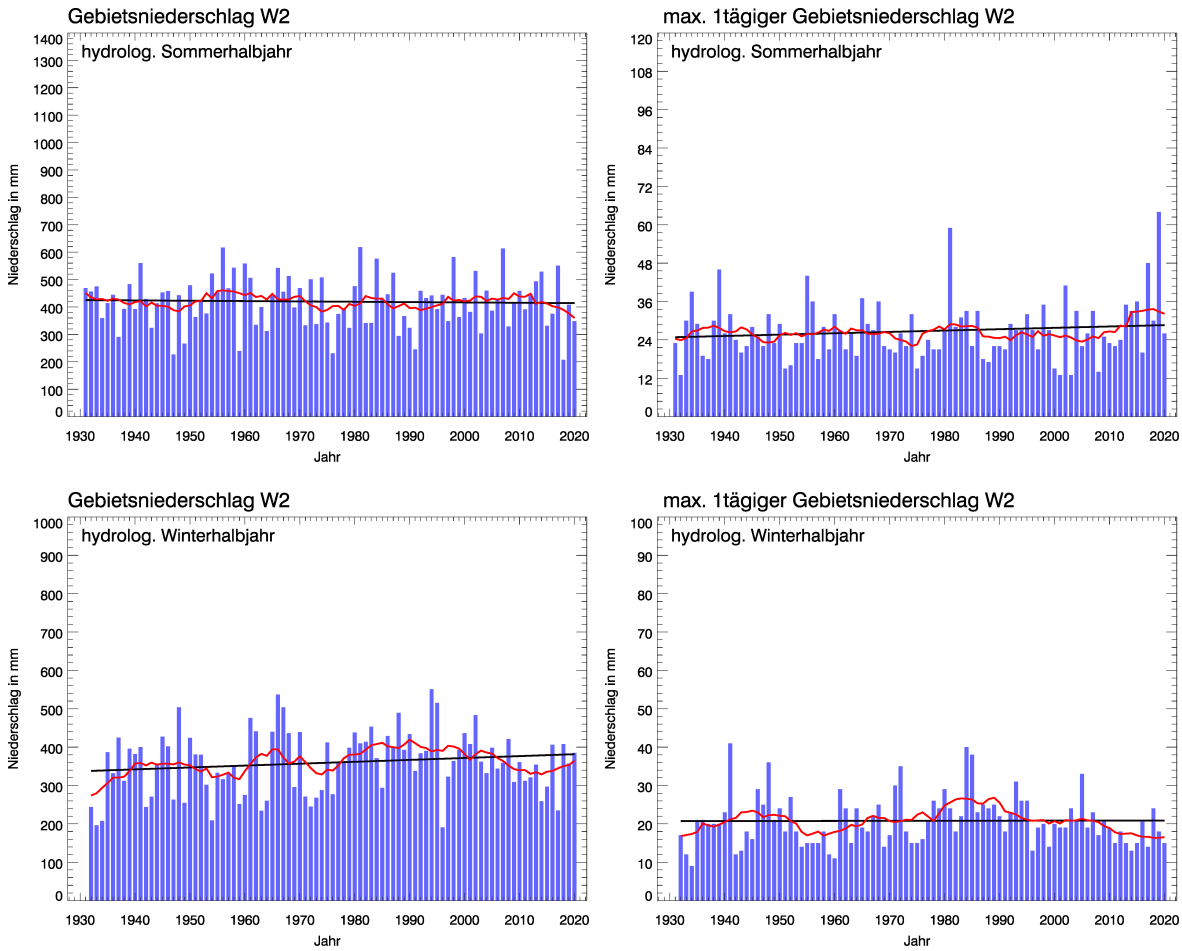 Gebietsniederschlag W2
hydrolog. Sommerhalbjahr
Niederschlag in mm
1400
1300
1200
1100
1000
900
800
700
600
500
400
300
200
100
0
1930 1940 1950 1960 1970 1980 1990 2000 2010 2020
Jahr
max. 1tägiger Gebietsniederschlag W2
hydrolog. Sommerhalbjahr
Niederschlag in mm
120
108
96
84
72
60
48
36
24
12
0
1930 1940 1950 1960 1970 1980 1990 2000 2010 2020
Jahr
Gebietsniederschlag W2
hydrolog. Winterhalbjahr
Niederschlag in mm
1000
900
800
700
600
500
400
300
200
100
0
1930 1940 1950 1960 1970 1980 1990 2000 2010 2020
Jahr
max. 1tägiger Gebietsniederschlag W2
hydrolog. Winterhalbjahr
Niederschlag in mm
100
90
80
70
60
50
40
30
20
10
0
1930 1940 1950 1960 1970 1980 1990 2000 2010 2020
Jahr